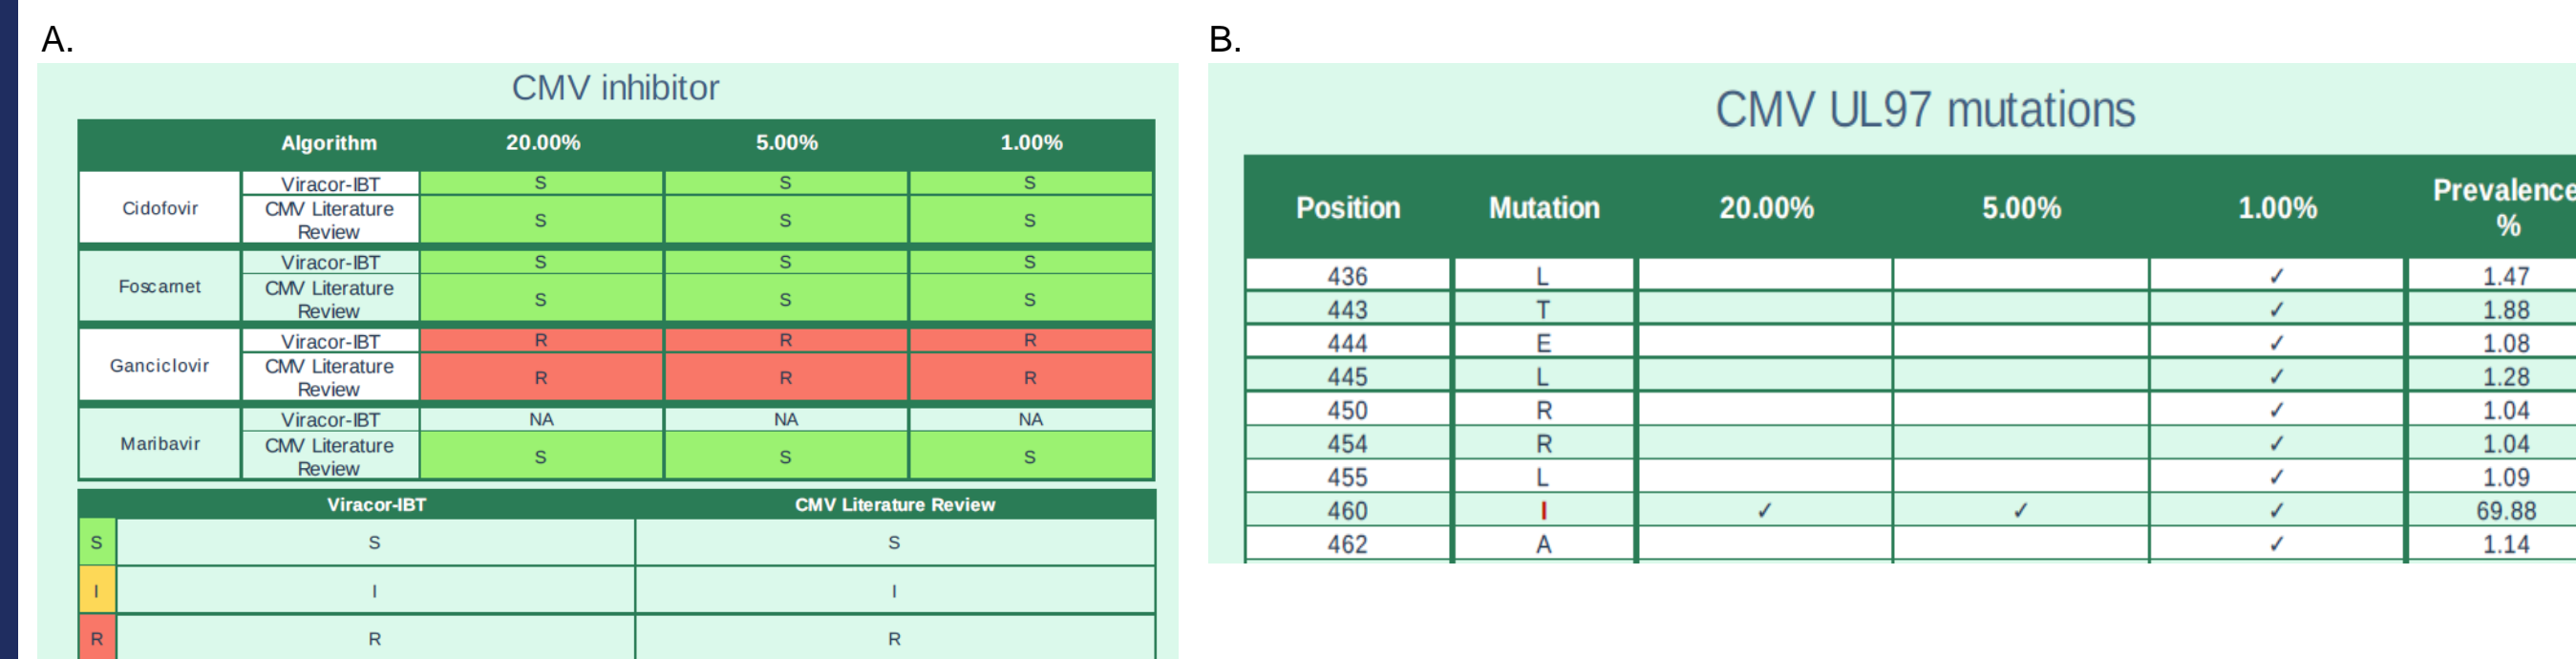 A.
CMV inhibitor
Algorithm 20.00% 5.00% 1.00%
Cidofovir Viracor-IBT S S S
CMV Literature Review S S S
Foscarnet Viracor-IBT S S S
CMV Literature Review S S S
Ganciclovir Viracor-IBT R R R
CMV Literature Review R R R
Maribavir Viracor-IBT NA NA NA
CMV Literature Review S S S
Viracor-IBT CMV Literature Review
S S S
I I I
R R R
B.
CMV UL97 mutations
Position Mutation 20.00% 5.00% 1.00% Prevalence %
436 L ✓ 1.47
443 T ✓ 1.88
444 E ✓ 1.08
445 L ✓ 1.28
450 R ✓ 1.04
454 R ✓ 1.04
455 L ✓ 1.09
460 I ✓ ✓ ✓ 69.88
462 A ✓ 1.14